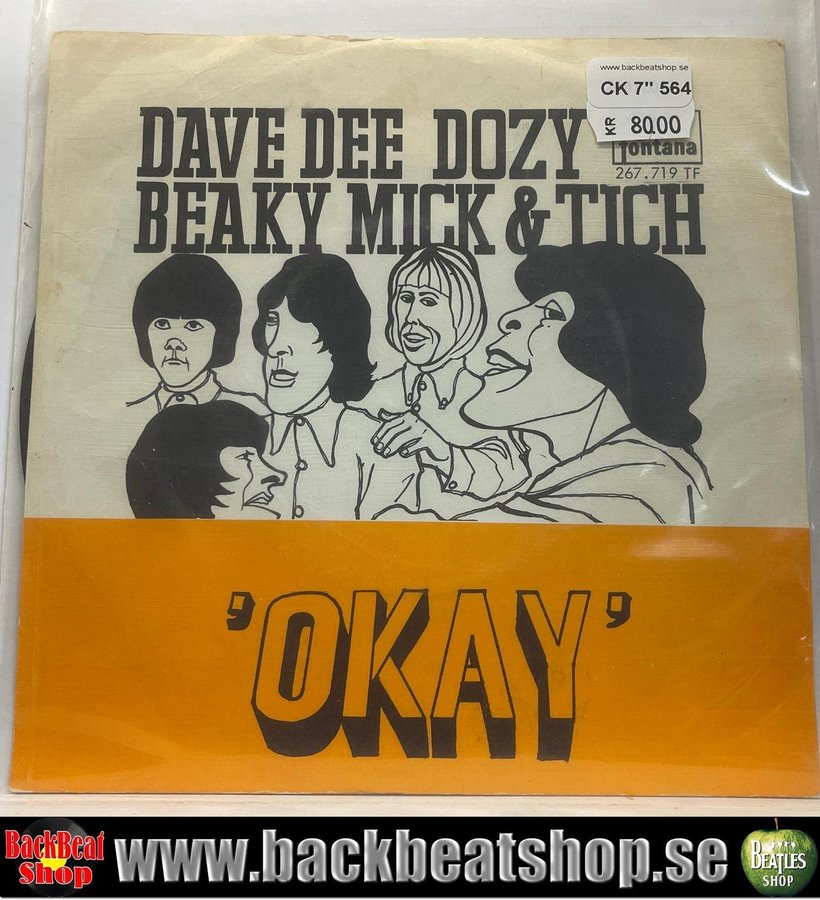 www.backbeatshop.se
CK 7" 564
KR 80.00
fontana
267.719 TF
DAVE DEE DOZY
BEAKY MICK & TICH
'OKAY'
BackBeat
Shop
www.backbeatshop.se
BEATLES
SHOP